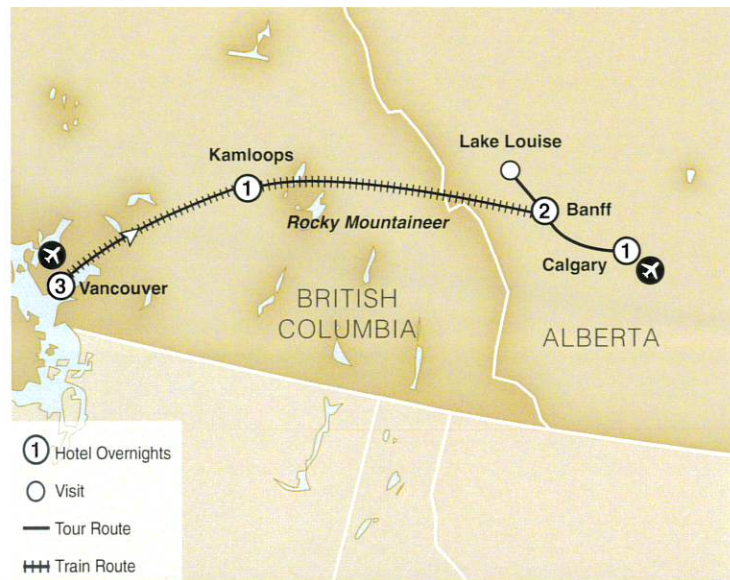 Lake Louise
Kamloops
1
2
Banff
Rocky Mountaineer
1
Calgary
3
Vancouver
BRITISH
COLUMBIA
ALBERTA
1 Hotel Overnights
Visit
Tour Route
Train Route